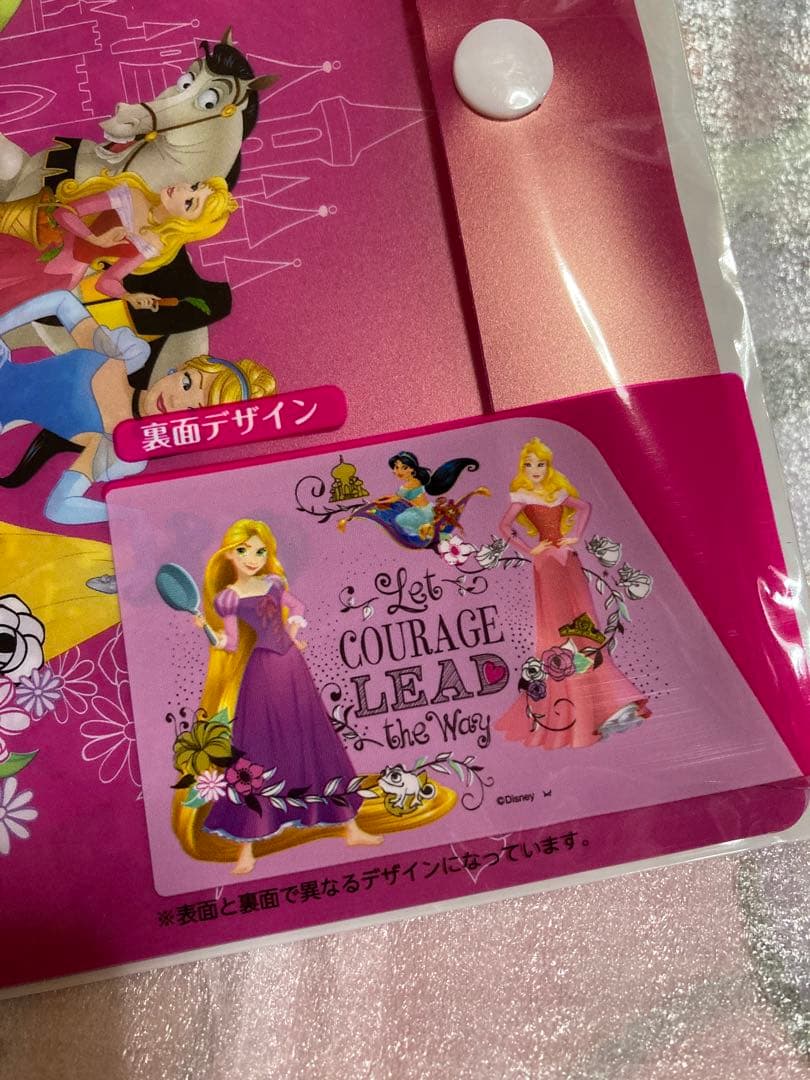 裏面デザイン
Let
COURAGE
LEAD
the Way
©Disney
※表面と裏面で異なるデザインになっています。